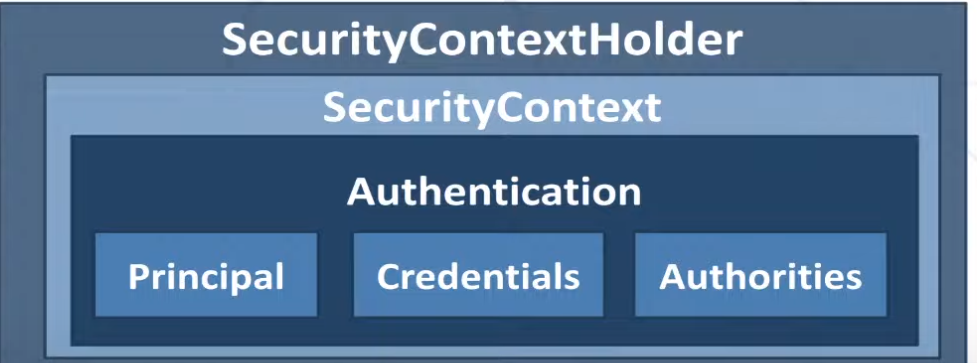 SecurityContextHolder
SecurityContext
Authentication
Principal Credentials Authorities